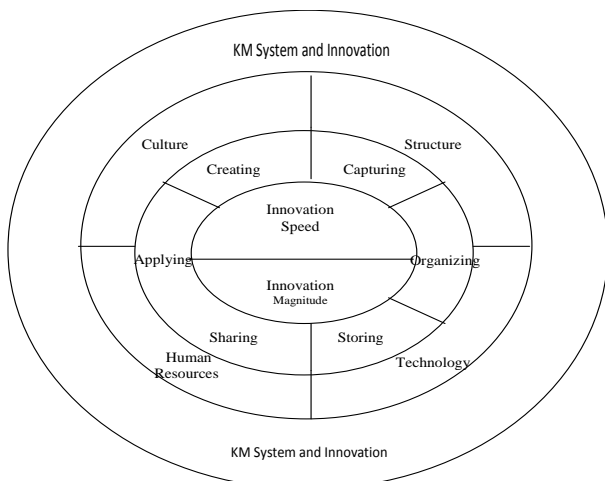 KM System and Innovation
Culture
Structure
Creating
Capturing
Innovation
Speed
Applying
Organizing
Innovation
Magnitude
Sharing
Storing
Human
Resources
Technology
KM System and Innovation